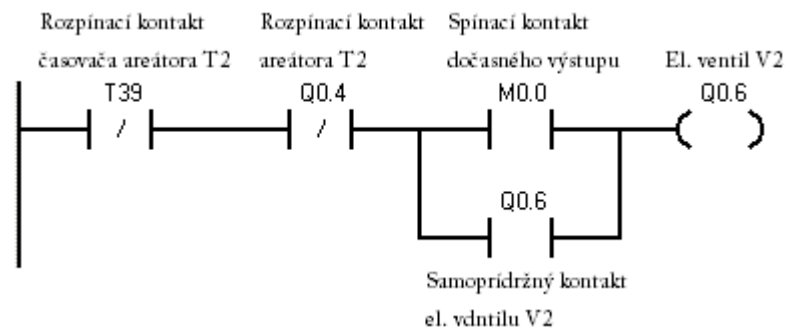 Rozpínací kontakt Rozpínací kontakt Spínací kontakt
časovača areátora T2 areátora T2 dočasného výstupu El. ventil V2
T39 Q0.4 M0.0 Q0.6
/ /
Q0.6
Samoprídržný kontakt
el. vdntilu V2